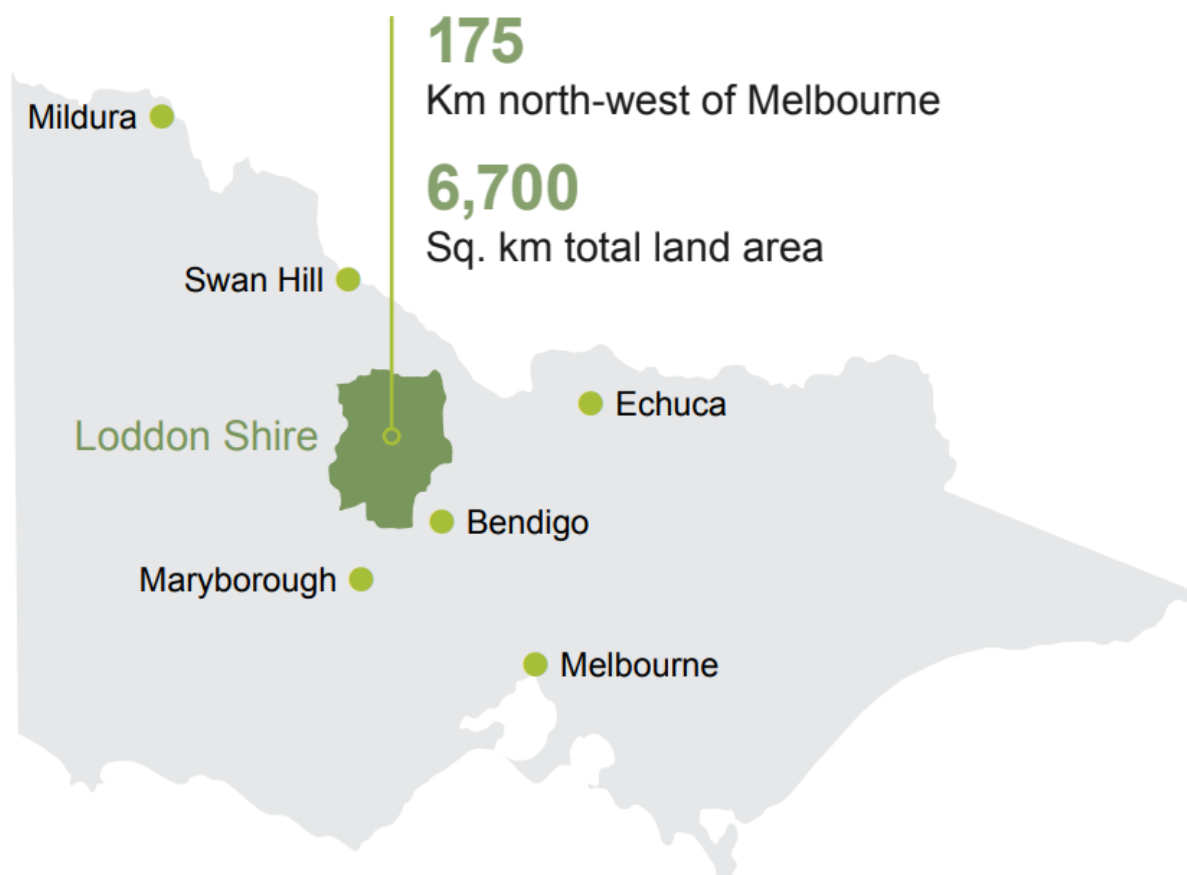 175
Km north-west of Melbourne
Mildura
6,700
Sq. km total land area
Swan Hill
Echuca
Loddon Shire
Bendigo
Maryborough
Melbourne